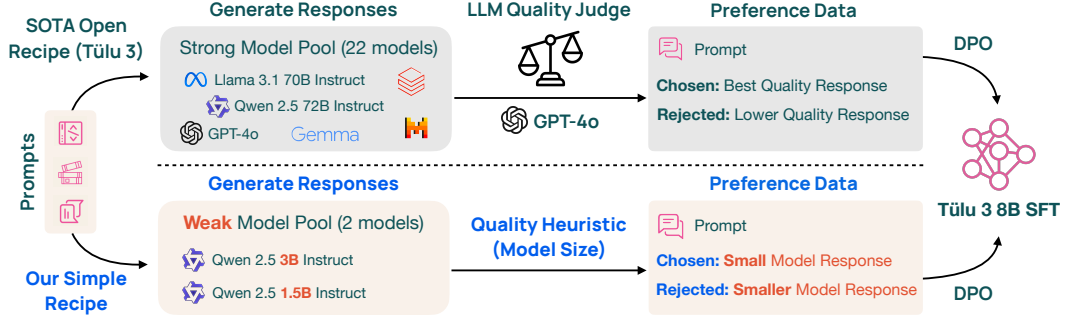 Generate Responses
LLM Quality Judge
Preference Data
SOTA Open
Recipe (Tülu 3)
Strong Model Pool (22 models)
Llama 3.1 70B Instruct
Qwen 2.5 72B Instruct
GPT-4o
Gemma
GPT-4o
Prompt
Chosen: Best Quality Response
Rejected: Lower Quality Response
DPO
Prompts
Tülu 3 8B SFT
Generate Responses
Preference Data
Weak Model Pool (2 models)
Qwen 2.5 3B Instruct
Qwen 2.5 1.5B Instruct
Quality Heuristic
(Model Size)
Prompt
Chosen: Small Model Response
Rejected: Smaller Model Response
DPO
Our Simple
Recipe